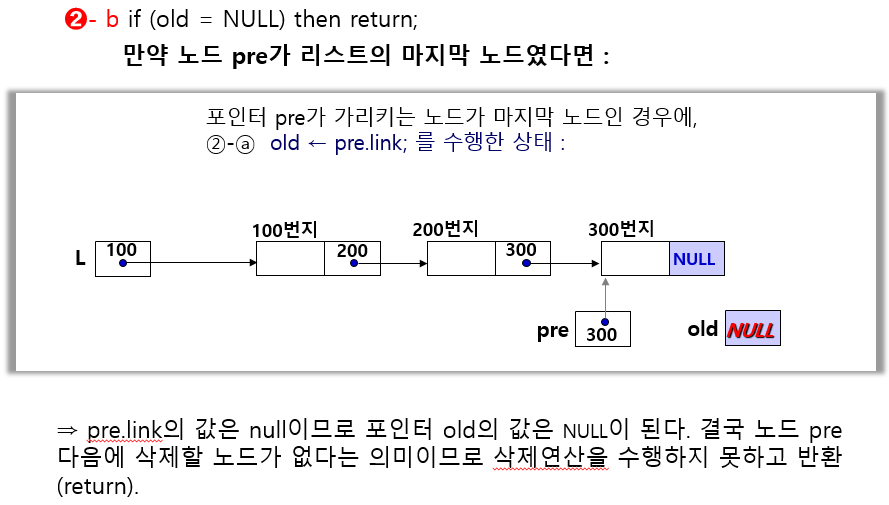 ❷- b if (old = NULL) then return;
만약 노드 pre가 리스트의 마지막 노드였다면 :
포인터 pre가 가리키는 노드가 마지막 노드인 경우에,
②-ⓐ old ← pre.link; 를 수행한 상태 :
100번지 200번지 300번지
L 100 200 300 NULL
pre 300 old NULL
⇒ pre.link의 값은 null이므로 포인터 old의 값은 NULL이 된다. 결국 노드 pre
다음에 삭제할 노드가 없다는 의미이므로 삭제연산을 수행하지 못하고 반환
(return).